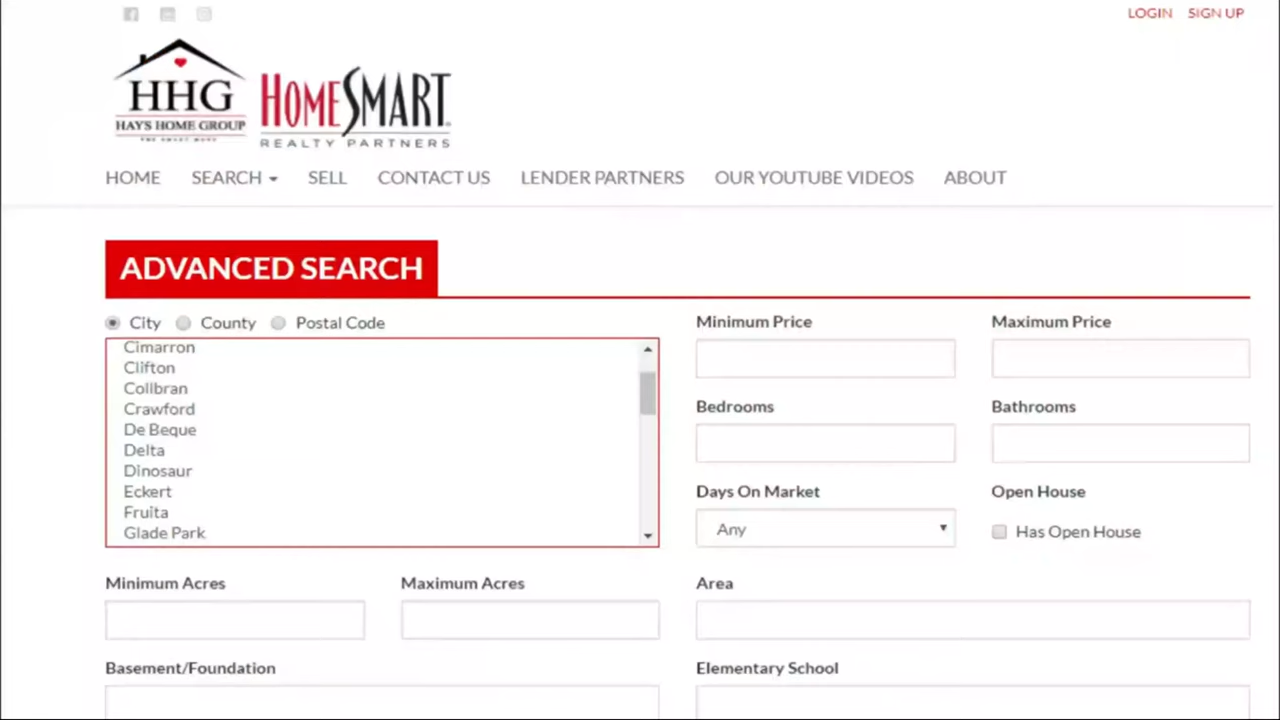 LOGIN SIGN UP
HHG
HAYS HOME GROUP
HOMESMART
REALTY PARTNERS
HOME SEARCH SELL CONTACT US LENDER PARTNERS OUR YOUTUBE VIDEOS ABOUT
ADVANCED SEARCH
City County Postal Code
Cimarron
Clifton
Collbran
Crawford
De Beque
Delta
Dinosaur
Eckert
Fruita
Glade Park
Minimum Price Maximum Price
Bedrooms Bathrooms
Days On Market Open House
Any Has Open House
Minimum Acres Maximum Acres Area
Basement/Foundation Elementary School